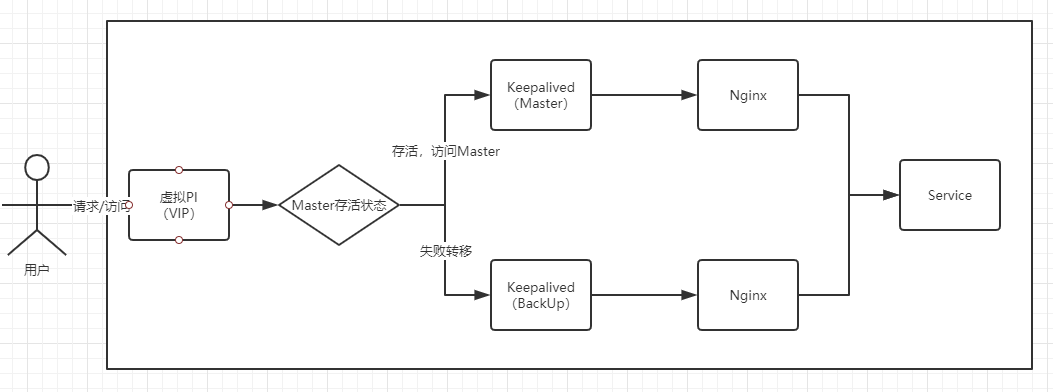 用户
请求/访问
虚拟PI
（VIP）
Master存活状态
存活，访问Master
失败转移
Keepalived
（Master）
Nginx
Keepalived
（BackUp）
Nginx
Service